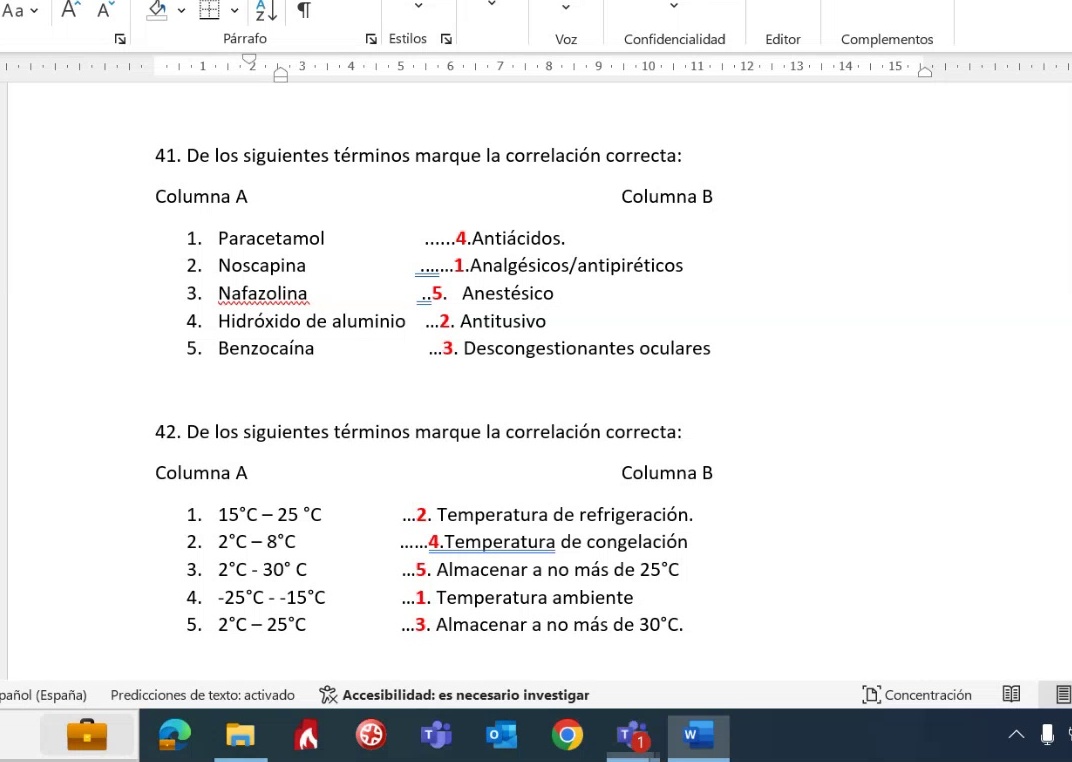 Aa A A A Z ¶
Párrafo Estilos Voz Confidencialidad Editor Complementos
1 2 3 4 5 6 7 8 9 10 11 12 13 14 15
41. De los siguientes términos marque la correlación correcta:
Columna A Columna B
1. Paracetamol ......4.Antiácidos.
2. Noscapina .......1.Analgésicos/antipiréticos
3. Nafazolina ..5. Anestésico
4. Hidróxido de aluminio ...2. Antitusivo
5. Benzocaína ...3. Descongestionantes oculares
42. De los siguientes términos marque la correlación correcta:
Columna A Columna B
1. 15°C – 25 °C ...2. Temperatura de refrigeración.
2. 2°C – 8°C ......4.Temperatura de congelación
3. 2°C - 30° C ...5. Almacenar a no más de 25°C
4. -25°C - -15°C ...1. Temperatura ambiente
5. 2°C – 25°C ...3. Almacenar a no más de 30°C.
pañol (España) Predicciones de texto: activado Accesibilidad: es necesario investigar Concentración
T O T 1 W